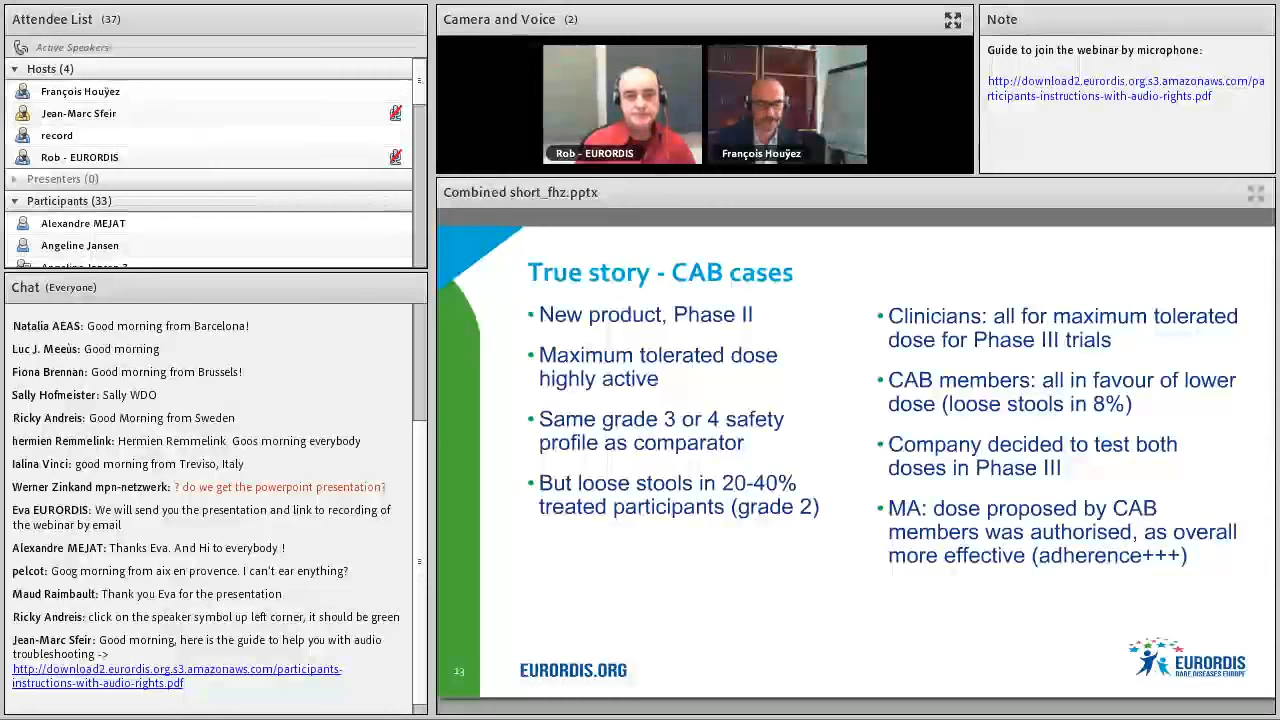 Attendee List (37)
Active Speakers
Hosts (4)
François Houÿez
Jean-Marc Sfeir
record
Rob - EURORDIS
Presenters (0)
Participants (33)
Alexandre MEJAT
Angeline Jansen
Chat (Everyone)
Natalia AEAS: Good morning from Barcelona!
Luc J. Meeùs: Good morning
Fiona Brennan: Good morning from Brussels!
Sally Hofmeister: Sally WDO
Ricky Andreis: Good Morning from Sweden
hermien Remmelink: Hermien Remmelink Goos morning everybody
Ialina Vinci: good morning from Treviso, Italy
Werner Zinkand mpn-netzwerk: ? do we get the powerpoint presentation?
Eva EURORDIS: We will send you the presentation and link to recording of
the webinar by email
Alexandre MEJAT: Thanks Eva. And Hi to everybody !
pelcot: Goog morning from aix en provence. I can't ear enything?
Maud Raimbault: Thank you Eva for the presentation
Ricky Andreis: click on the speaker symbol up left corner, it should be green
Jean-Marc Sfeir: Good morning, here is the guide to help you with audio
troubleshooting ->
http://download2.eurordis.org.s3.amazonaws.com/participants-
instructions-with-audio-rights.pdf
Camera and Voice (2)
Rob - EURORDIS
François Houÿez
Note
Guide to join the webinar by microphone:
http://download2.eurordis.org.s3.amazonaws.com/pa
rticipants-instructions-with-audio-rights.pdf
Combined short_fhz.pptx
True story - CAB cases
• New product, Phase II
• Maximum tolerated dose
highly active
• Same grade 3 or 4 safety
profile as comparator
• But loose stools in 20-40%
treated participants (grade 2)
• Clinicians: all for maximum tolerated
dose for Phase III trials
• CAB members: all in favour of lower
dose (loose stools in 8%)
• Company decided to test both
doses in Phase III
• MA: dose proposed by CAB
members was authorised, as overall
more effective (adherence+++)
13
EURORDIS.ORG
EURORDIS
RARE DISEASES EUROPE